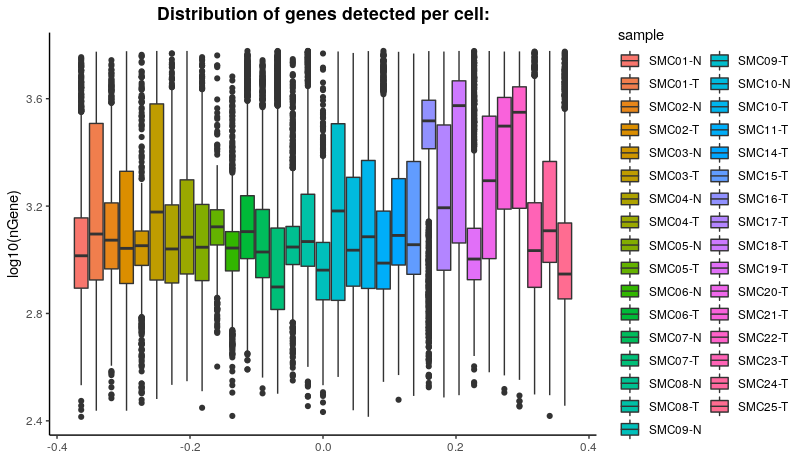 Distribution of genes detected per cell:
log10(nGene)
3.6
3.2
2.8
2.4
-0.4
-0.2
0.0
0.2
0.4
sample
SMC01-N
SMC01-T
SMC02-N
SMC02-T
SMC03-N
SMC03-T
SMC04-N
SMC04-T
SMC05-N
SMC05-T
SMC06-N
SMC06-T
SMC07-N
SMC07-T
SMC08-N
SMC08-T
SMC09-N
SMC09-T
SMC10-N
SMC10-T
SMC11-T
SMC14-T
SMC15-T
SMC16-T
SMC17-T
SMC18-T
SMC19-T
SMC20-T
SMC21-T
SMC22-T
SMC23-T
SMC24-T
SMC25-T